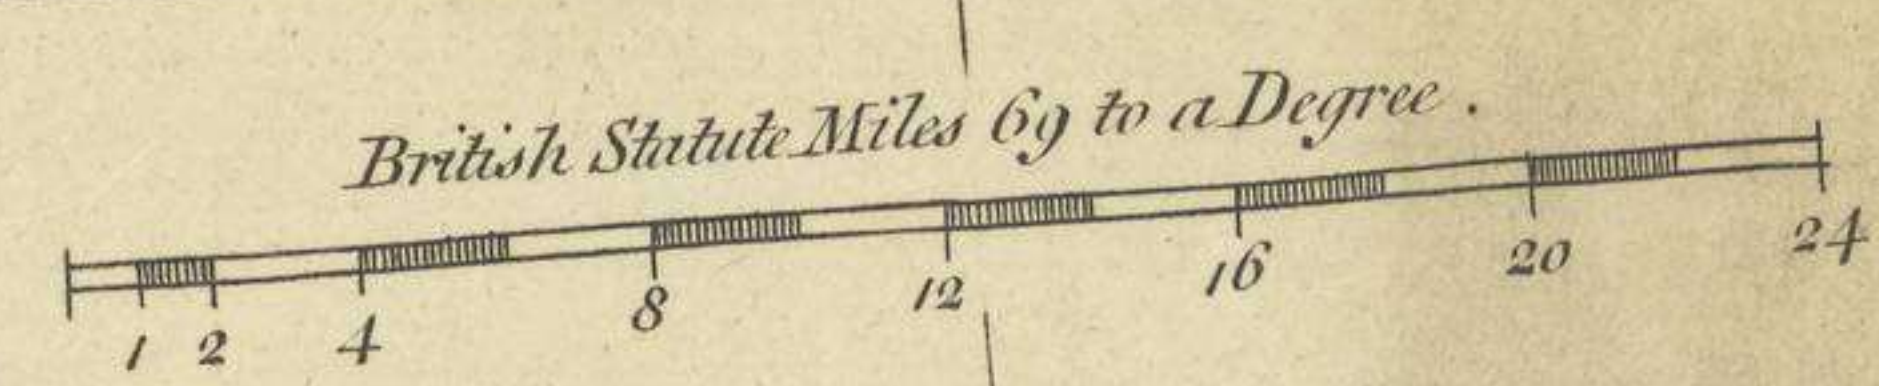 British Statute Miles 69 to a Degree.
1 2 4 8 12 16 20 24